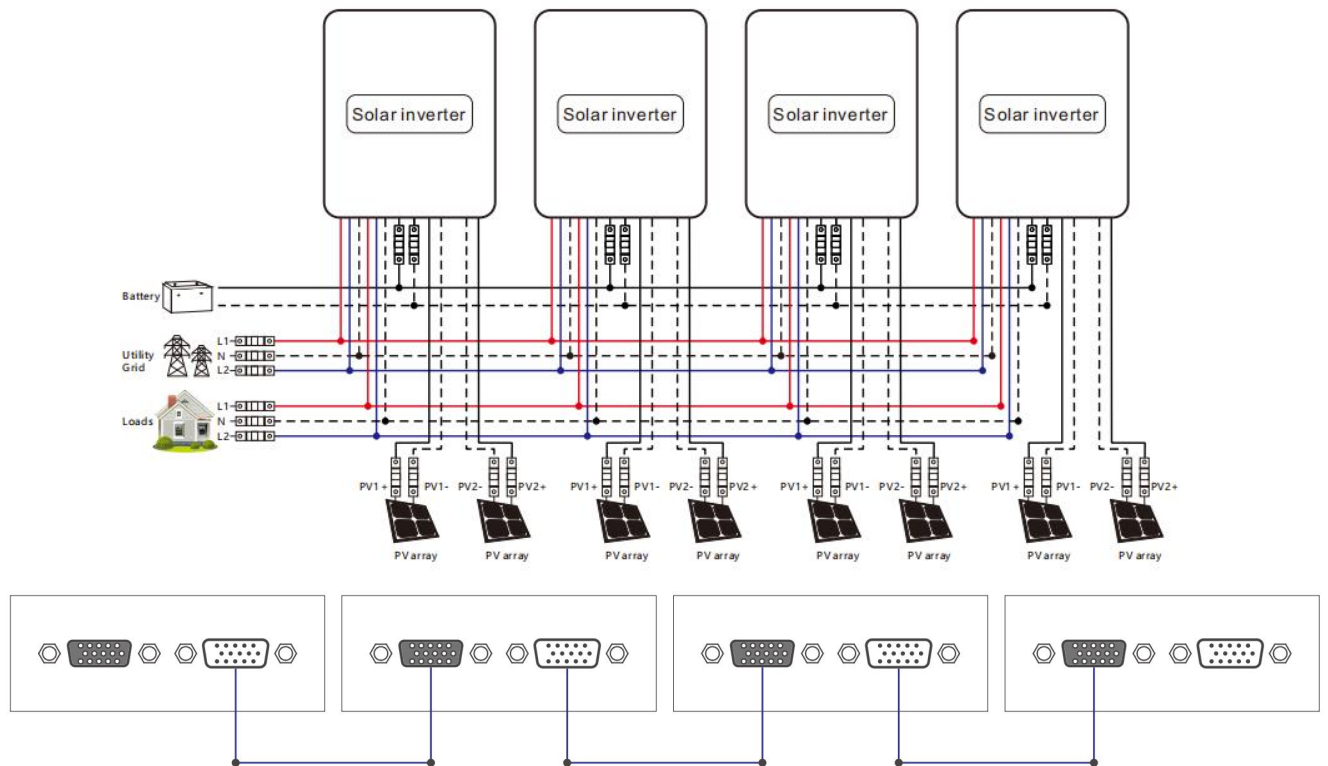 Solar inverter
Solar inverter
Solar inverter
Solar inverter
Battery
Utility
Grid
L1
N
L2
Loads
L1
N
L2
PV1+ PV1- PV2- PV2+ PV1+ PV1- PV2- PV2+ PV1+ PV1- PV2- PV2+ PV1+ PV1- PV2- PV2+
PV array PV array PV array PV array PV array PV array PV array PV array